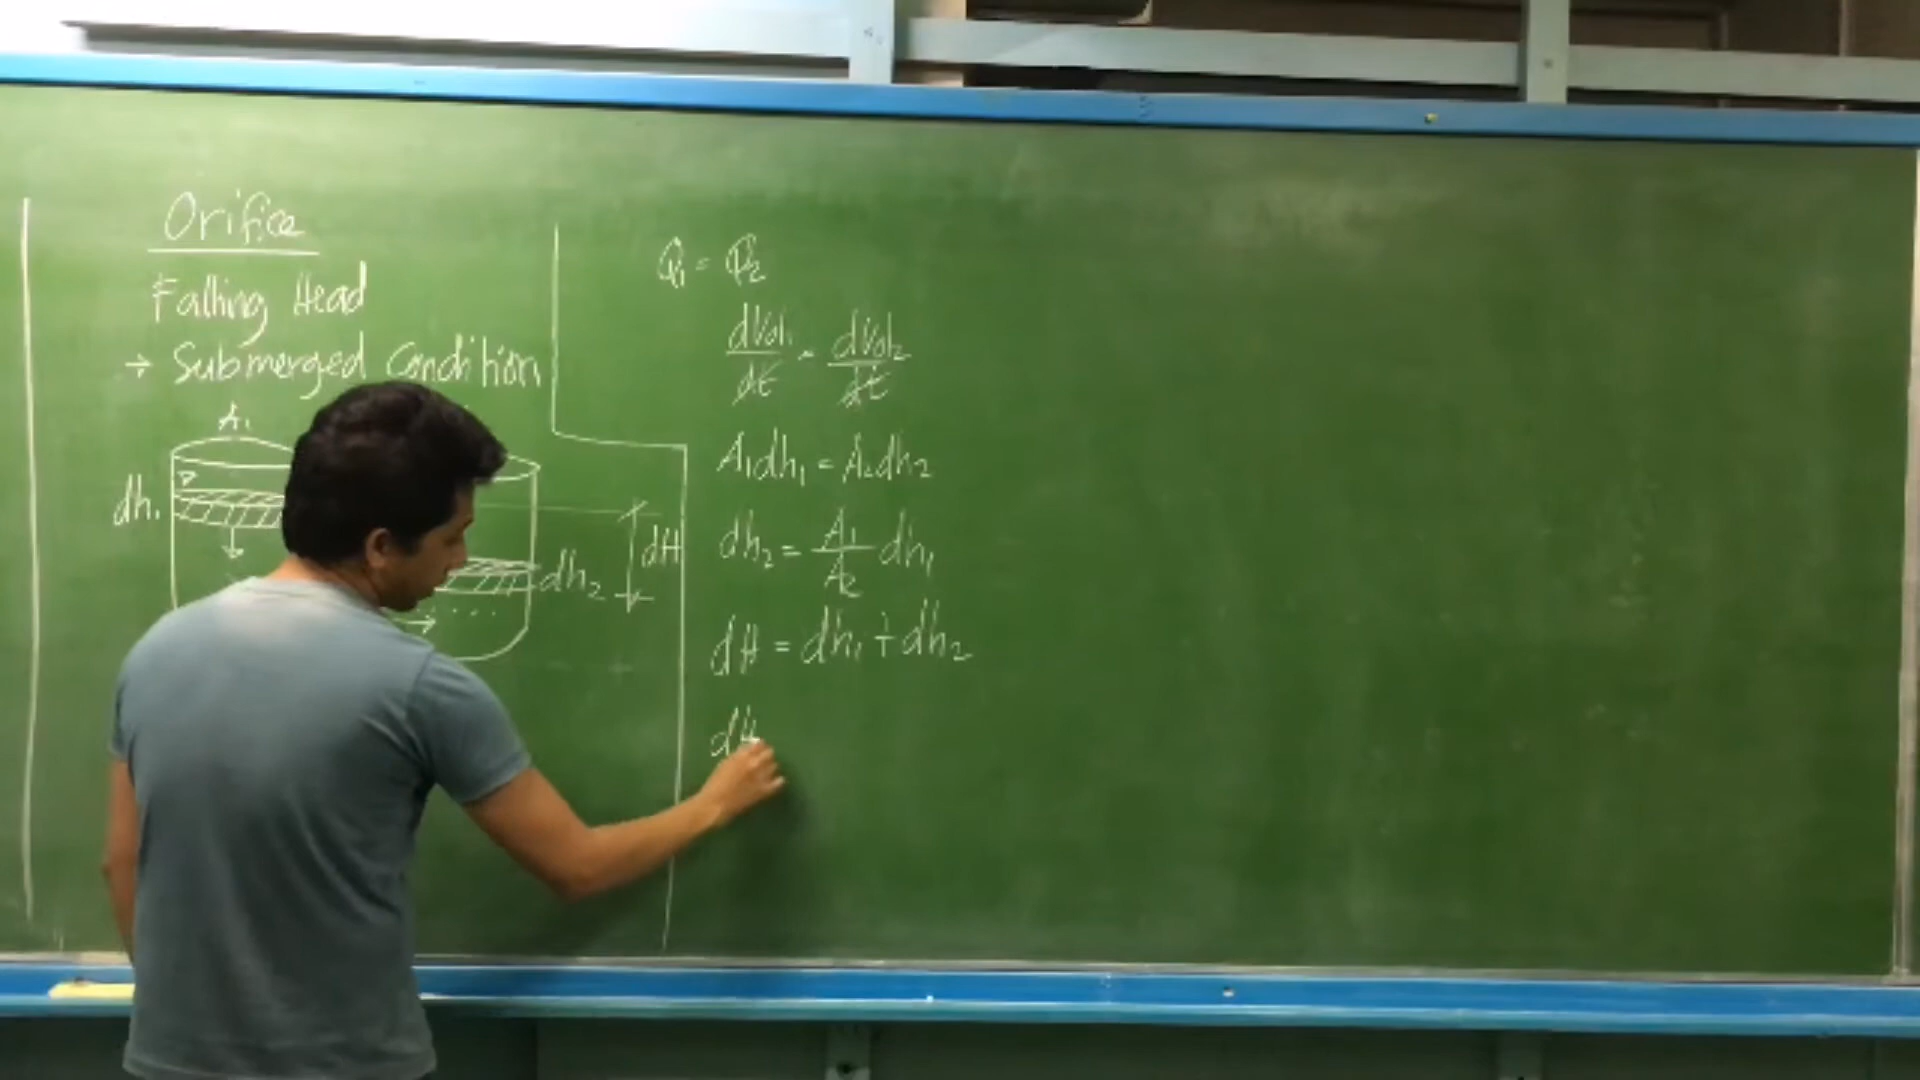 Orifice
Falling Head
→ Submerged Condition
A₁
dh₁
dH
dh₂
Q₁ = Q₂
dVol₁/dt = dVol₂/dt
A₁dh₁ = A₂dh₂
dh₂ = A₁/A₂ dh₁
dH = dh₁ + dh₂
dH